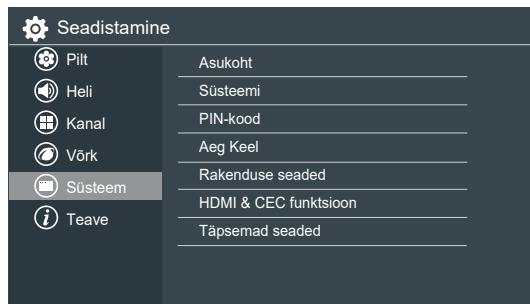 Seadistamine
Pilt
Heli
Kanal
Võrk
Süsteem
Teave
Asukoht
Süsteemi
PIN-kood
Aeg Keel
Rakenduse seaded
HDMI & CEC funktsioon
Täpsemad seaded